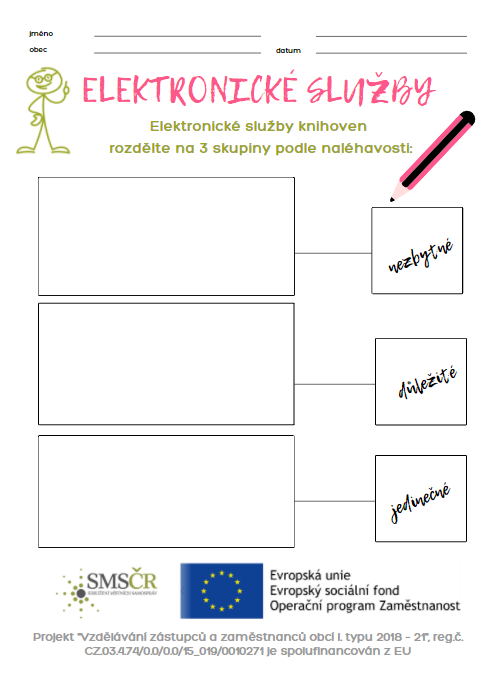 jméno
obec
datum
ELEKTRONICKÉ SLUŽBY
Elektronické služby knihoven
rozdělte na 3 skupiny podle naléhavosti:
nezbytné
důležité
jedinečné
SMSČR
SDRUŽENÍ MÍSTNÍCH SAMOSPRÁV
Evropská unie
Evropský sociální fond
Operační program Zaměstnanost
Projekt "Vzdělávání zástupců a zaměstnanců obcí I. typu 2018 - 21", reg.č.
CZ.03.4.74/0.0/0.0/15_019/0010271 je spolufinancován z EU